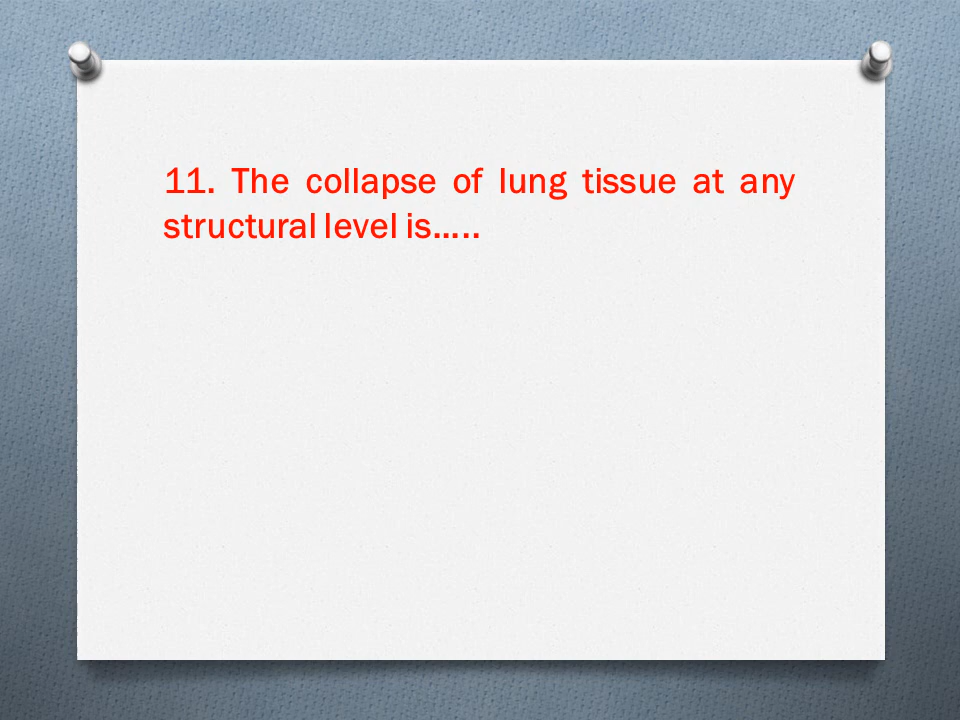 11. The collapse of lung tissue at any
structural level is.....